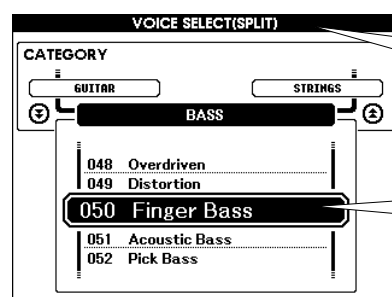 VOICE SELECT(SPLIT)
CATEGORY
GUITAR STRINGS
BASS
048 Overdriven
049 Distortion
050 Finger Bass
051 Acoustic Bass
052 Pick Bass